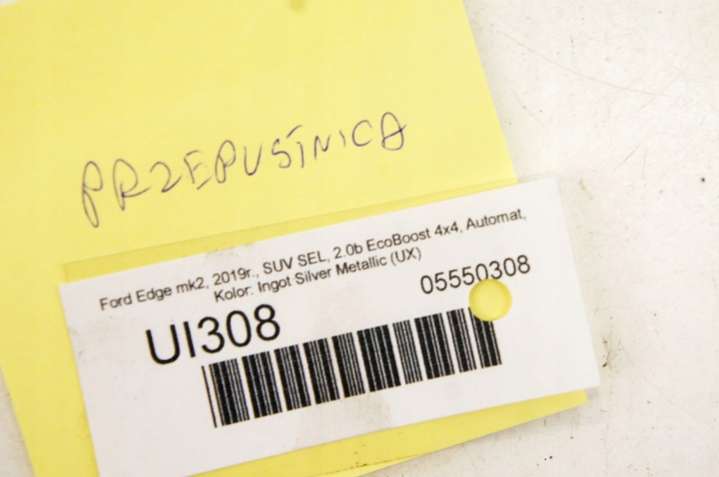 PRZEPUSTNICA
Ford Edge mk2, 2019r., SUV SEL, 2.0b EcoBoost 4x4, Automat,
Kolor: Ingot Silver Metallic (UX)
05550308
UI308